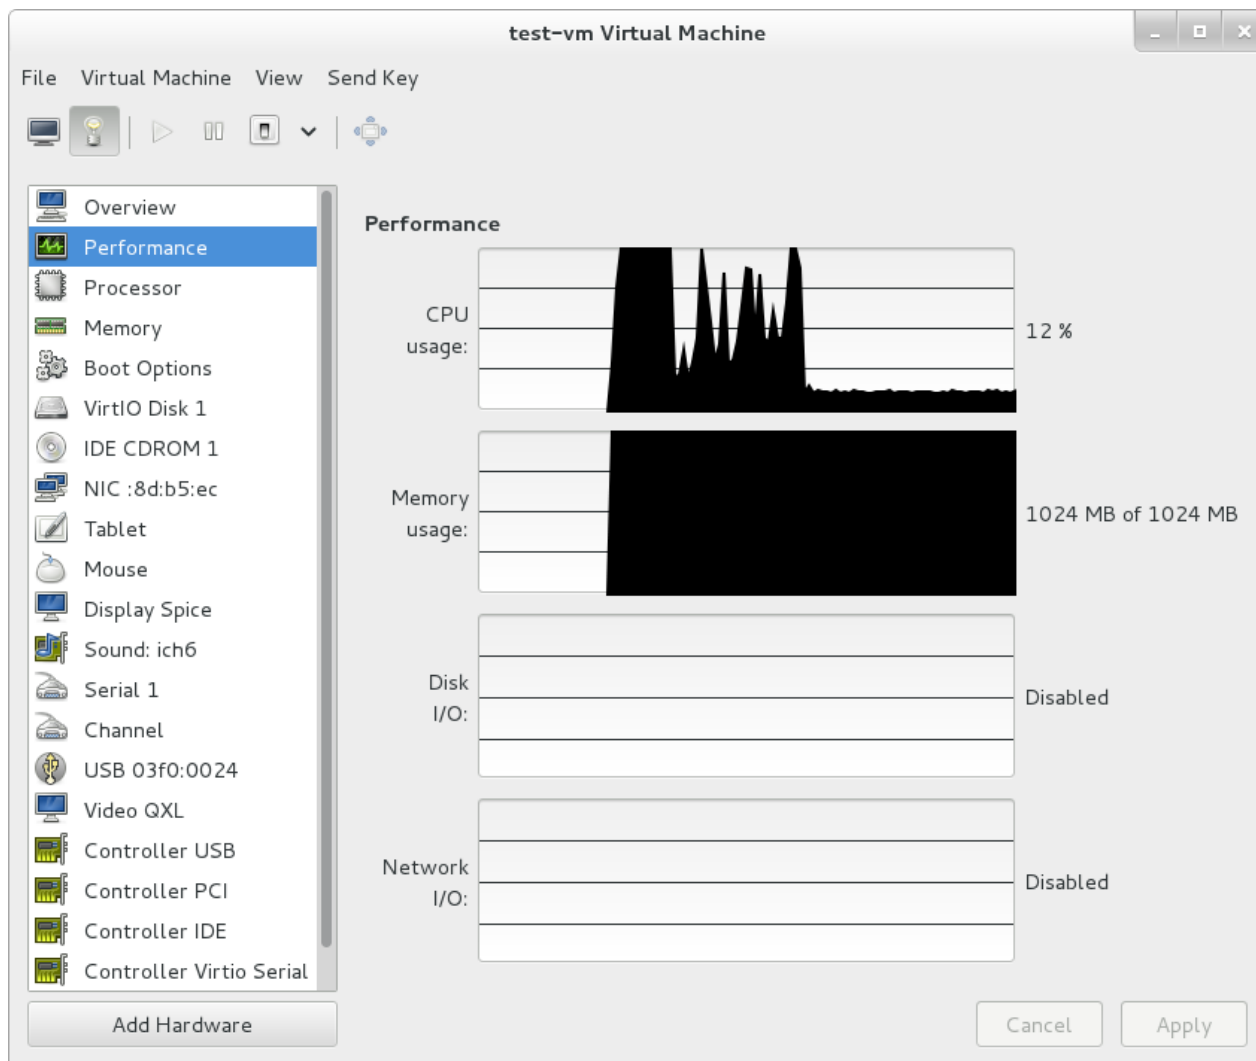 test-vm Virtual Machine
File Virtual Machine View Send Key
Overview
Performance
Processor
Memory
Boot Options
VirtIO Disk 1
IDE CDROM 1
NIC :8d:b5:ec
Tablet
Mouse
Display Spice
Sound: ich6
Serial 1
Channel
USB 03f0:0024
Video QXL
Controller USB
Controller PCI
Controller IDE
Controller Virtio Serial
Add Hardware
Performance
CPU
usage:
12 %
Memory
usage:
1024 MB of 1024 MB
Disk
I/O:
Disabled
Network
I/O:
Disabled
Cancel Apply